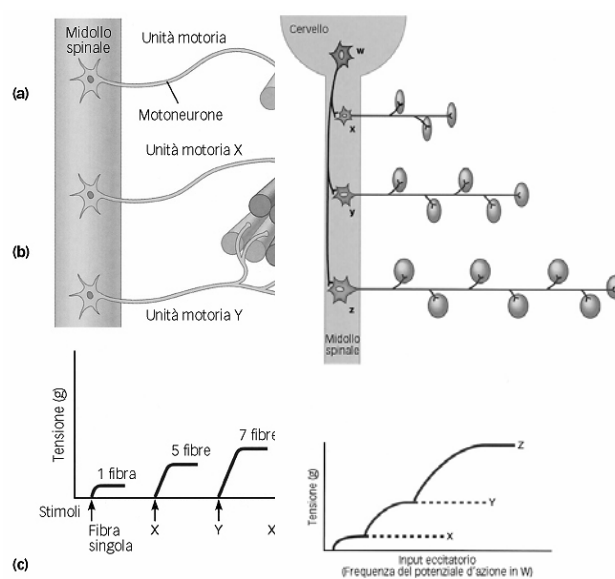 Midollo
spinale
Unità motoria
(a)
Motoneurone
Unità motoria X
(b)
Unità motoria Y
Cervello
w
x
y
z
Midollo
spinale
Tensione (g)
1 fibra
5 fibre
7 fibre
Stimoli
Fibra
singola
X
Y
X
(c)
Tensione (g)
Z
Y
X
Input eccitatorio
(Frequenza del potenziale d'azione in W)